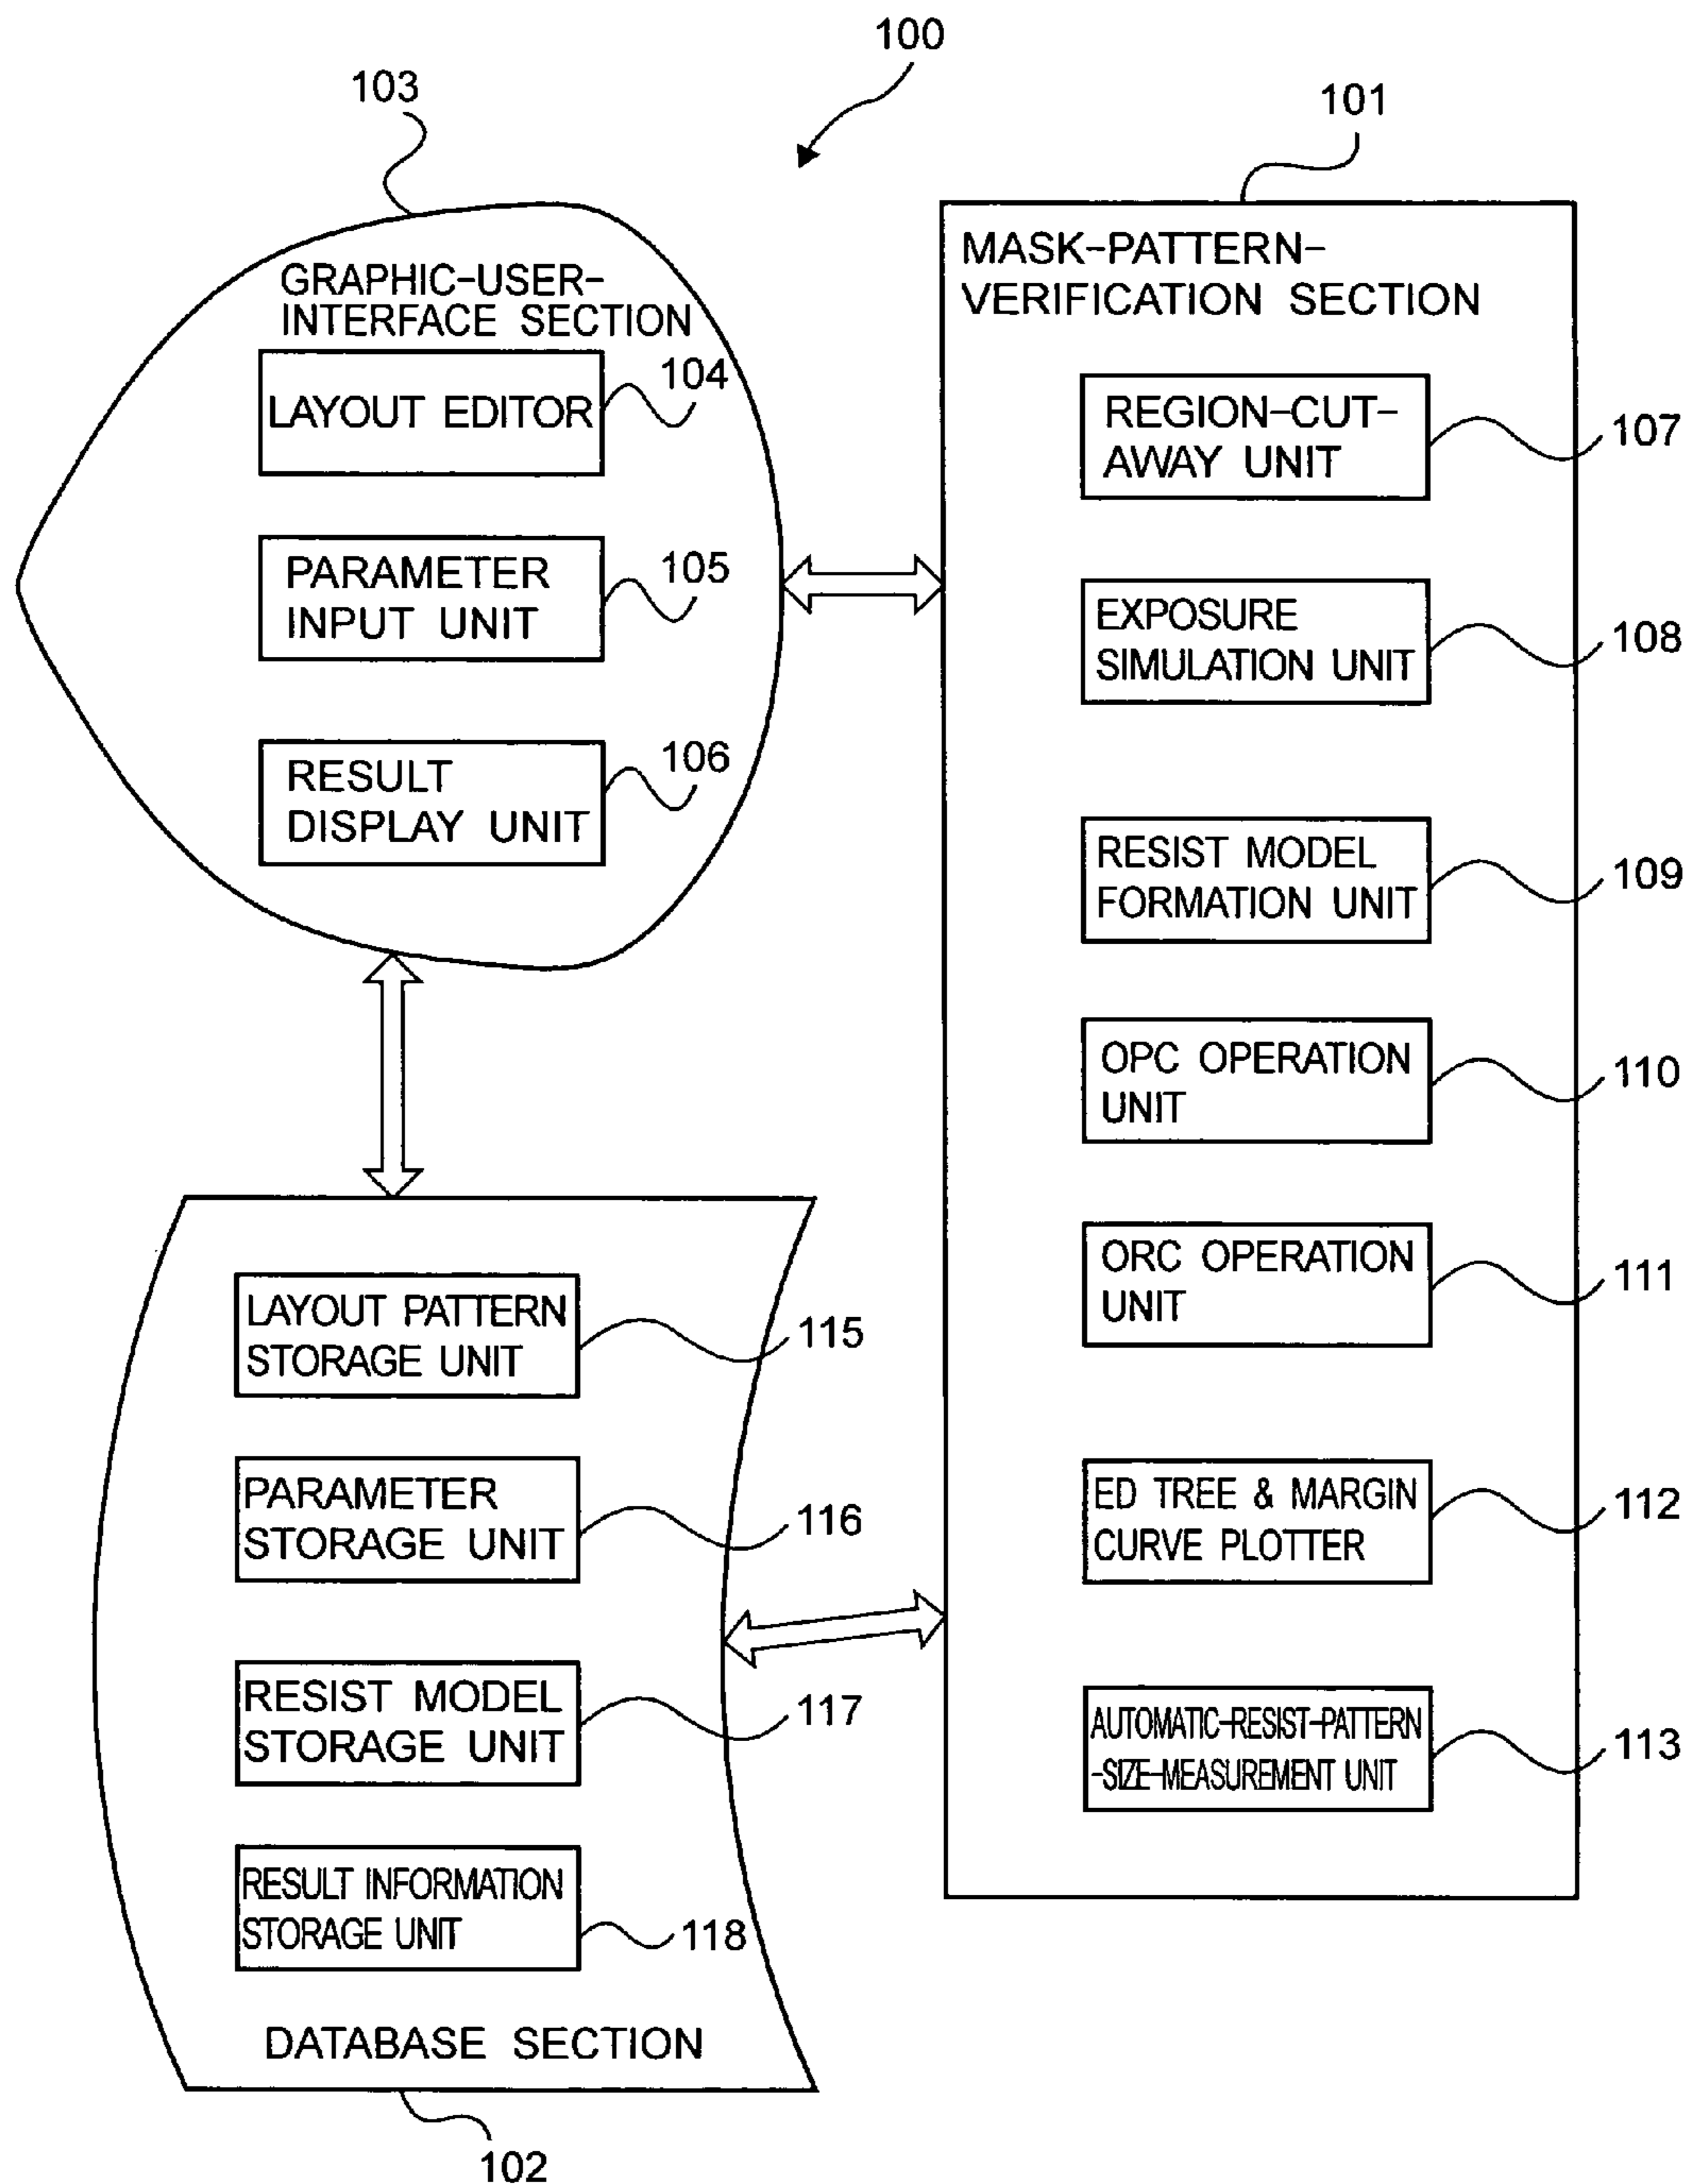 100
103
101
GRAPHIC-USER-
INTERFACE SECTION
LAYOUT EDITOR
104
PARAMETER
INPUT UNIT
105
RESULT
DISPLAY UNIT
106
MASK-PATTERN-
VERIFICATION SECTION
REGION-CUT-
AWAY UNIT
107
EXPOSURE
SIMULATION UNIT
108
RESIST MODEL
FORMATION UNIT
109
OPC OPERATION
UNIT
110
ORC OPERATION
UNIT
111
ED TREE & MARGIN
CURVE PLOTTER
112
AUTOMATIC-RESIST-PATTERN
-SIZE-MEASUREMENT UNIT
113
LAYOUT PATTERN
STORAGE UNIT
115
PARAMETER
STORAGE UNIT
116
RESIST MODEL
STORAGE UNIT
117
RESULT INFORMATION
STORAGE UNIT
118
DATABASE SECTION
102